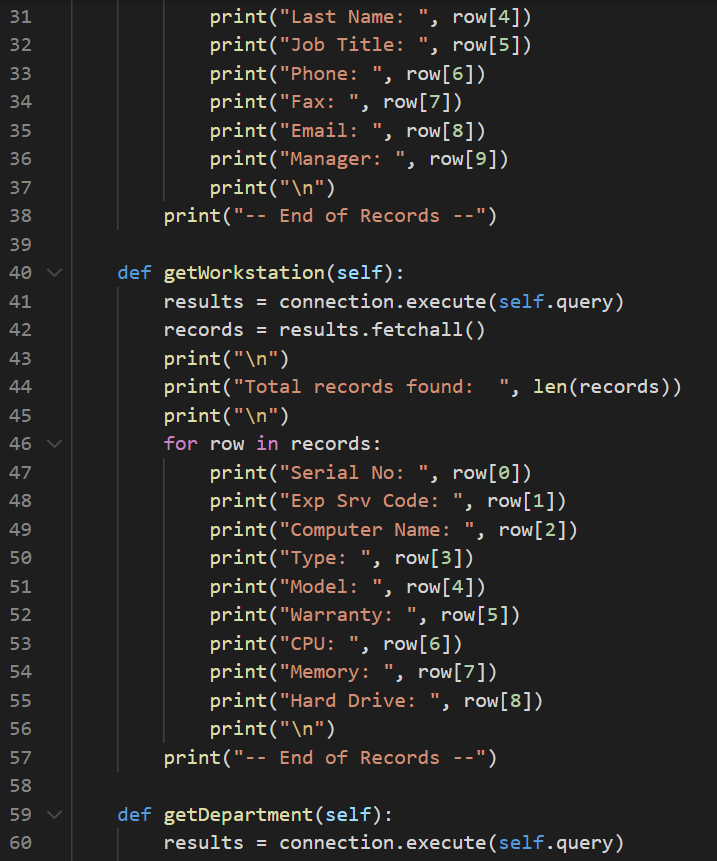 31 print("Last Name: ", row[4])
32 print("Job Title: ", row[5])
33 print("Phone: ", row[6])
34 print("Fax: ", row[7])
35 print("Email: ", row[8])
36 print("Manager: ", row[9])
37 print("\n")
38 print("-- End of Records --")
39
40 def getWorkstation(self):
41 results = connection.execute(self.query)
42 records = results.fetchall()
43 print("\n")
44 print("Total records found:  ", len(records))
45 print("\n")
46 for row in records:
47 print("Serial No: ", row[0])
48 print("Exp Srv Code: ", row[1])
49 print("Computer Name: ", row[2])
50 print("Type: ", row[3])
51 print("Model: ", row[4])
52 print("Warranty: ", row[5])
53 print("CPU: ", row[6])
54 print("Memory: ", row[7])
55 print("Hard Drive: ", row[8])
56 print("\n")
57 print("-- End of Records --")
58
59 def getDepartment(self):
60 results = connection.execute(self.query)